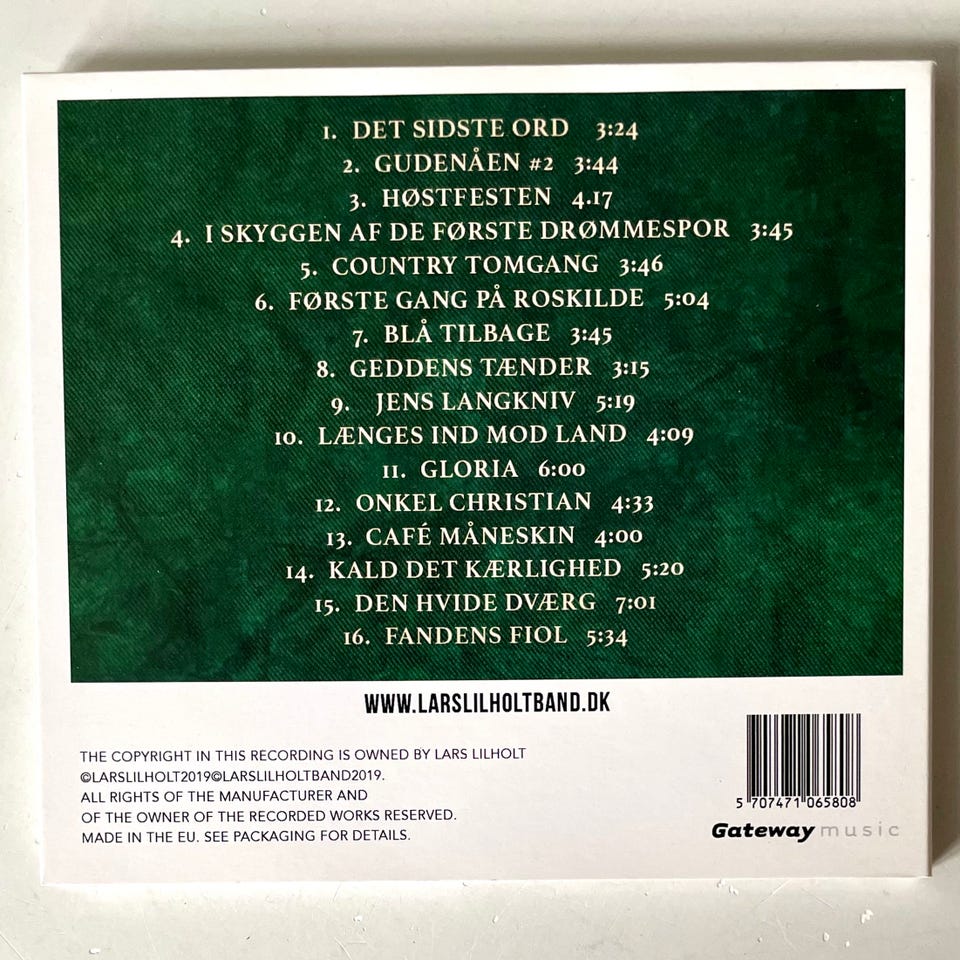 1. DET SIDSTE ORD 3:24
2. GUDENÅEN #2 3:44
3. HØSTFESTEN 4.17
4. I SKYGGEN AF DE FØRSTE DRØMMESPOR 3:45
5. COUNTRY TOMGANG 3:46
6. FØRSTE GANG PÅ ROSKILDE 5:04
7. BLÅ TILBAGE 3:45
8. GEDDENS TÆNDER 3:15
9. JENS LANGKNIV 5:19
10. LÆNGES IND MOD LAND 4:09
11. GLORIA 6:00
12. ONKEL CHRISTIAN 4:33
13. CAFÉ MÅNESKIN 4:00
14. KALD DET KÆRLIGHED 5:20
15. DEN HVIDE DVÆRG 7:01
16. FANDENS FIOL 5:34
WWW.LARSLILHOLTBAND.DK
THE COPYRIGHT IN THIS RECORDING IS OWNED BY LARS LILHOLT
©LARSLILHOLT2019©LARSLILHOLTBAND2019.
ALL RIGHTS OF THE MANUFACTURER AND
OF THE OWNER OF THE RECORDED WORKS RESERVED.
MADE IN THE EU. SEE PACKAGING FOR DETAILS.
5 707471 065808
Gateway music